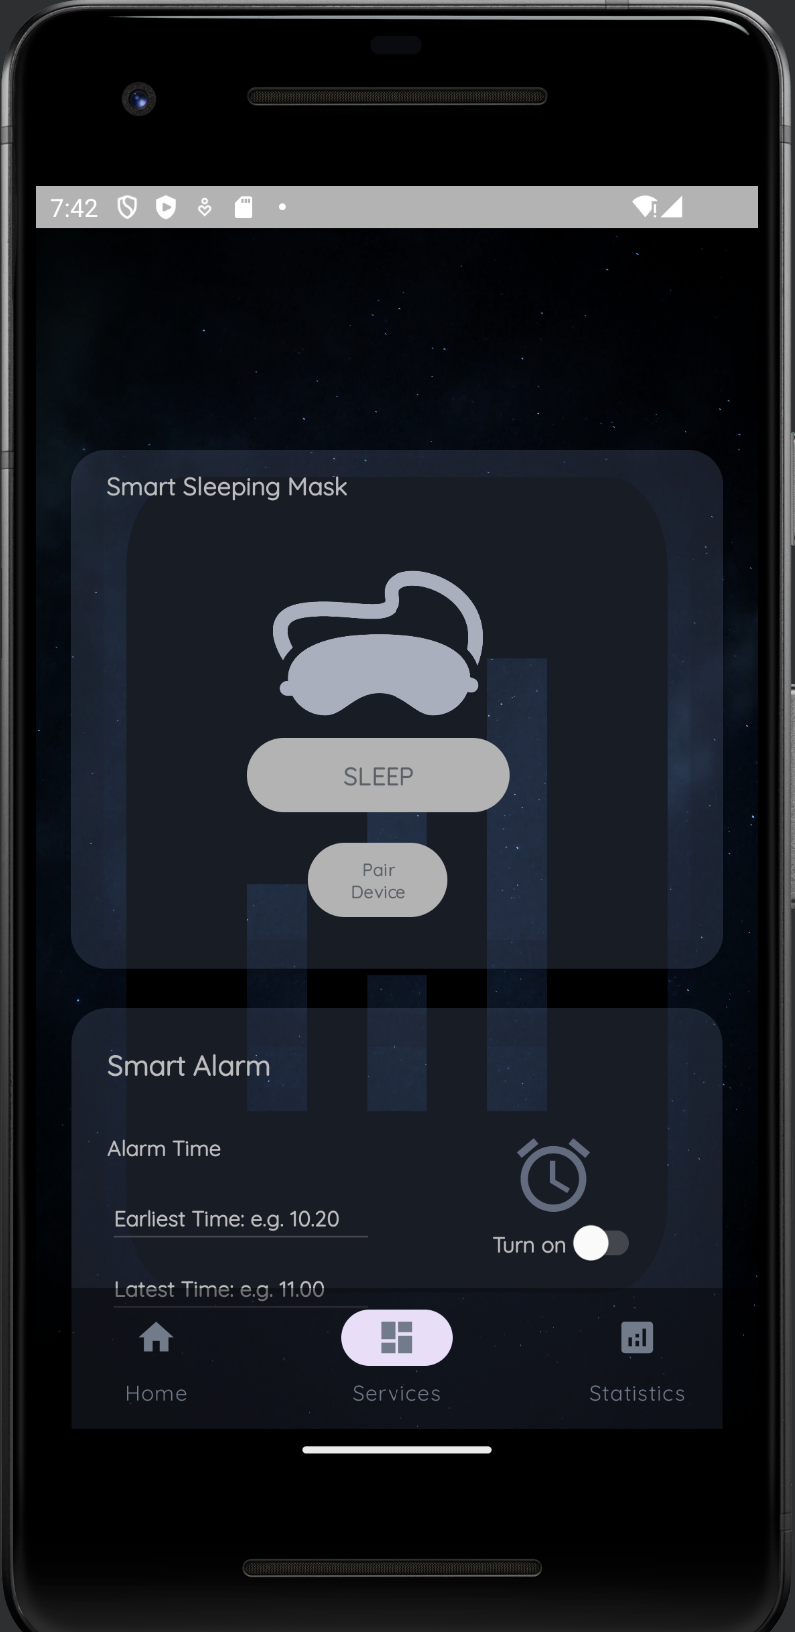 7:42
Smart Sleeping Mask
SLEEP
Pair
Device
Smart Alarm
Alarm Time
Earliest Time: e.g. 10.20
Turn on
Latest Time: e.g. 11.00
Home
Services
Statistics